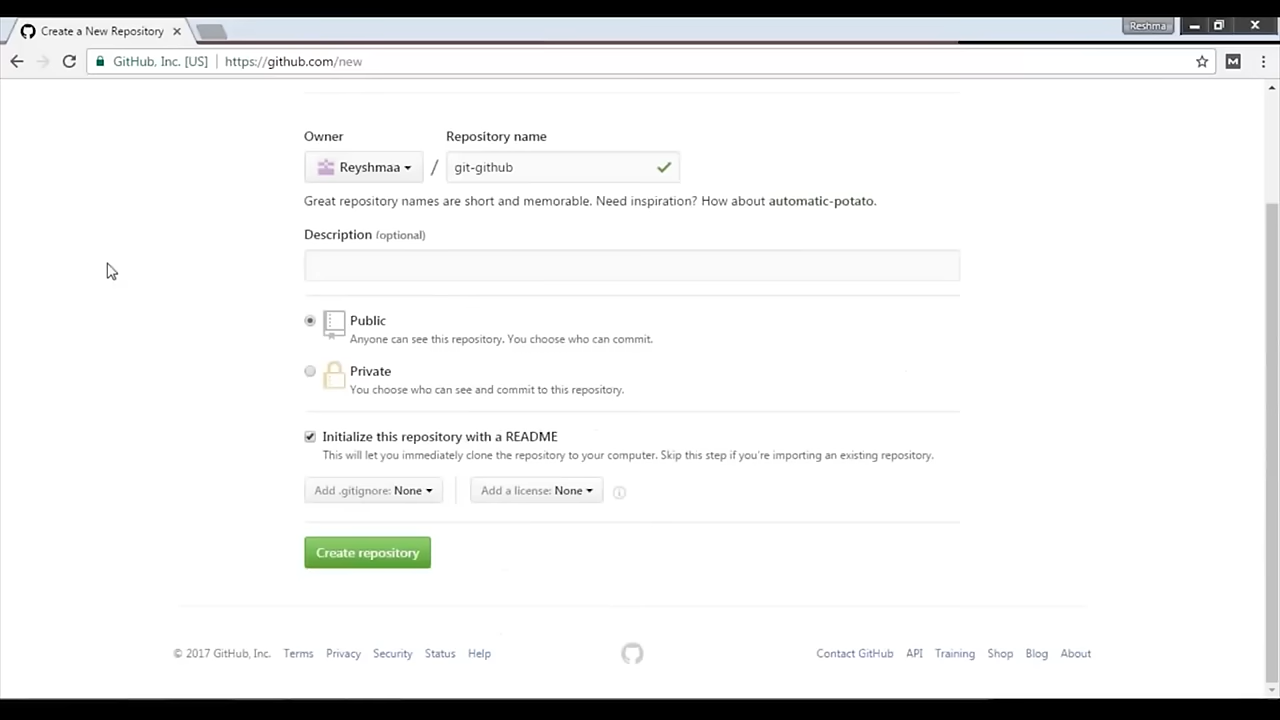 Create a New Repository
Reshma
GitHub, Inc. [US] https://github.com/new
Owner Repository name
Reyshmaa / git-github
Great repository names are short and memorable. Need inspiration? How about automatic-potato.
Description (optional)
Public
Anyone can see this repository. You choose who can commit.
Private
You choose who can see and commit to this repository.
Initialize this repository with a README
This will let you immediately clone the repository to your computer. Skip this step if you're importing an existing repository.
Add .gitignore: None Add a license: None
Create repository
© 2017 GitHub, Inc. Terms Privacy Security Status Help Contact GitHub API Training Shop Blog About